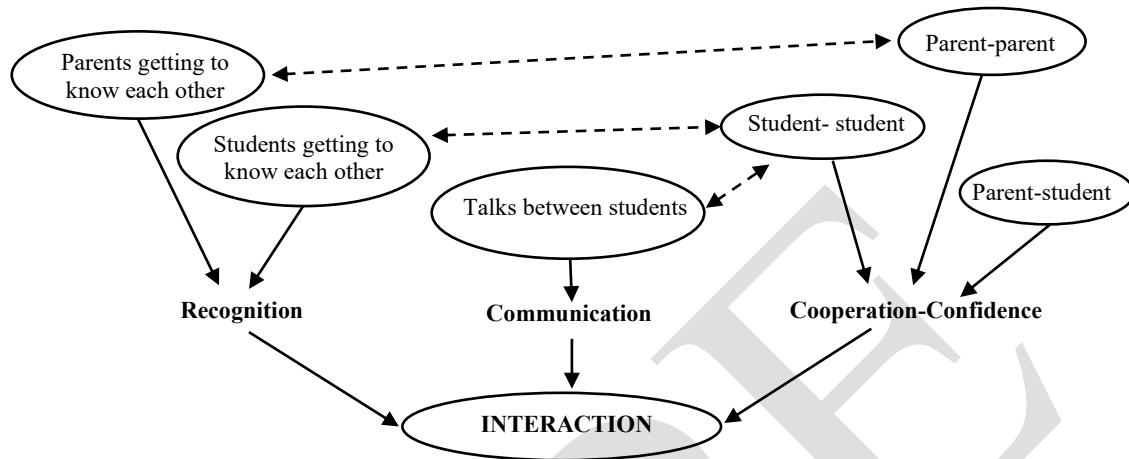 Parents getting to
know each other
Parent-parent
Students getting to
know each other
Student- student
Talks between students
Parent-student
Recognition
Communication
Cooperation-Confidence
INTERACTION